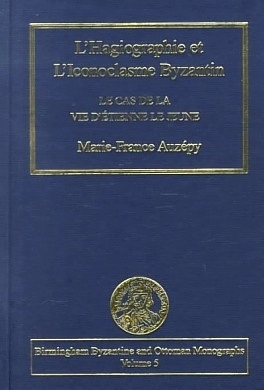 L'Hagiographie et
L'Iconoclasme Byzantin
LE CAS DE LA
VIE D'ÉTIENNE LE JEUNE
Marie-France Auzépy
Birmingham Byzantine and Ottoman Monographs
Volume 5